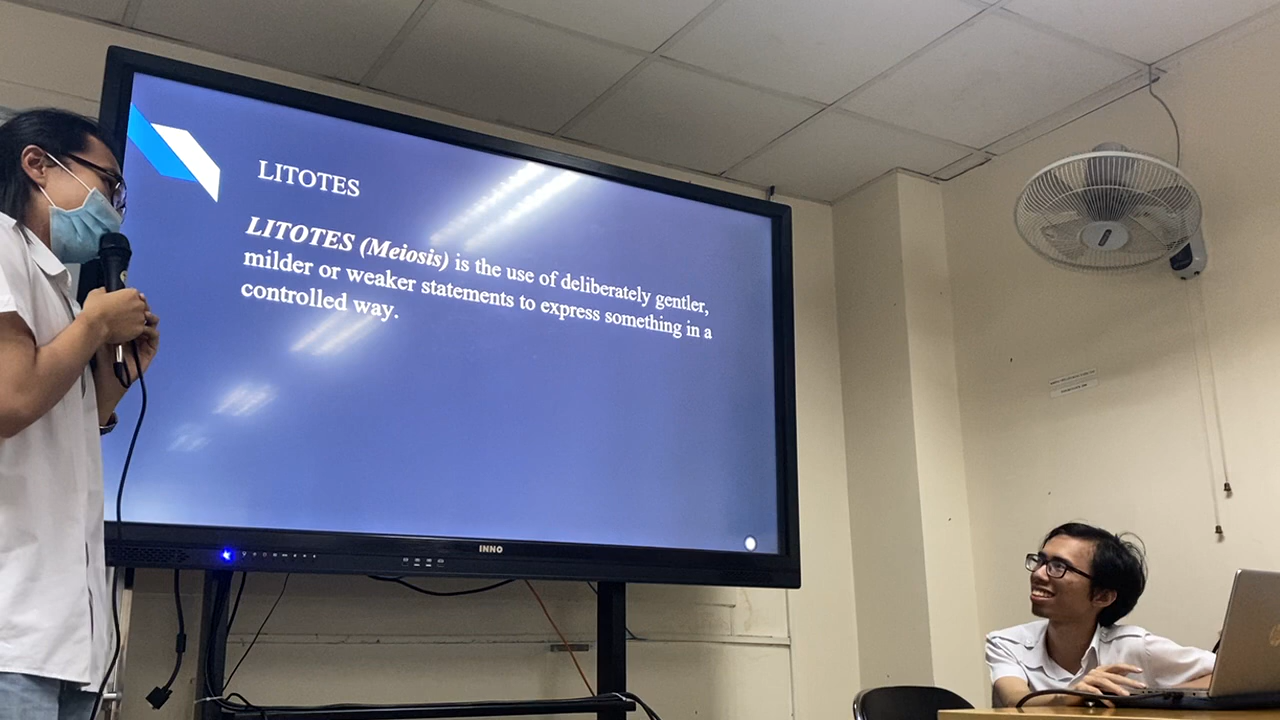 LITOTES
LITOTES (Meiosis) is the use of deliberately gentler,
milder or weaker statements to express something in a
controlled way.
INNO